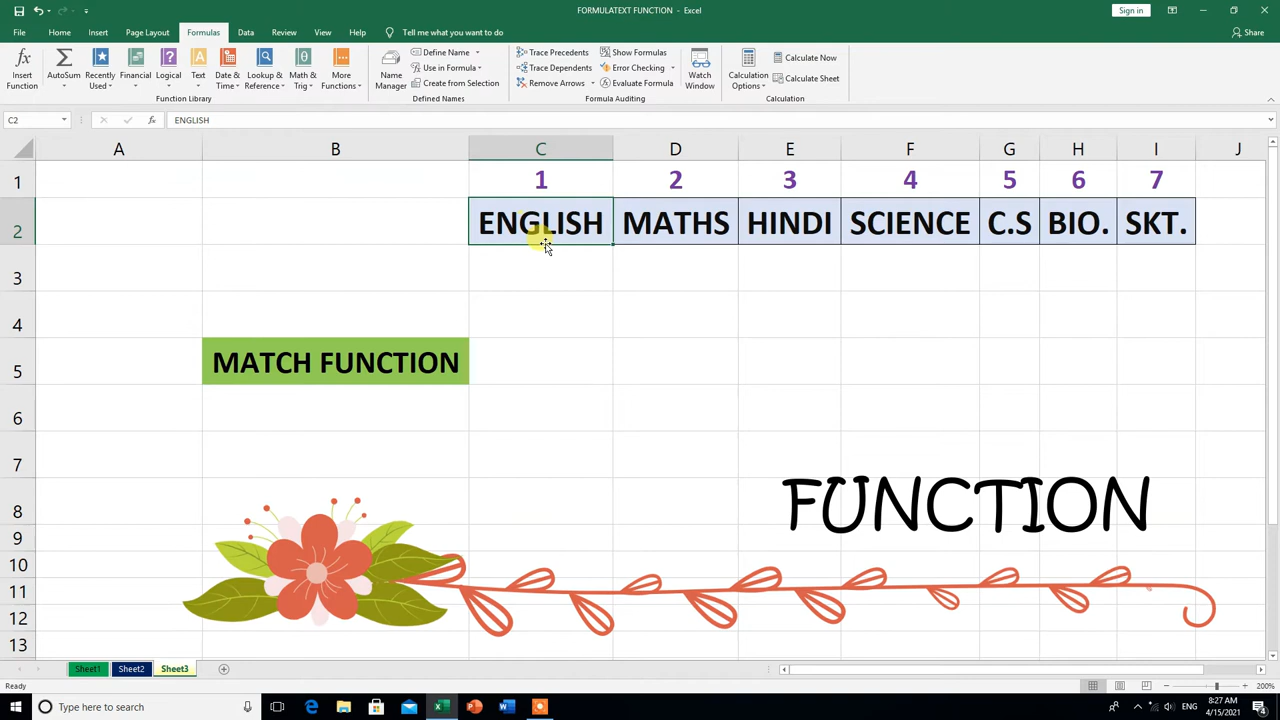 FORMULATEXT FUNCTION - Excel
Sign in
File Home Insert Page Layout Formulas Data Review View Help Tell me what you want to do
Share
Insert Function
AutoSum
Recently Used
Financial
Logical
Text
Date & Time
Lookup & Reference
Math & Trig
More Functions
Function Library
Name Manager
Define Name
Use in Formula
Create from Selection
Defined Names
Trace Precedents
Trace Dependents
Remove Arrows
Show Formulas
Error Checking
Evaluate Formula
Formula Auditing
Watch Window
Calculation Options
Calculate Now
Calculate Sheet
Calculation
C2
fx
ENGLISH
A B C D E F G H I J
1 1 2 3 4 5 6 7
2 ENGLISH MATHS HINDI SCIENCE C.S BIO. SKT.
3
4
5 MATCH FUNCTION
6
7
8 FUNCTION
9
10
11
12
13
Sheet1 Sheet2 Sheet3
Ready
200%
Type here to search
8:27 AM
4/15/2021